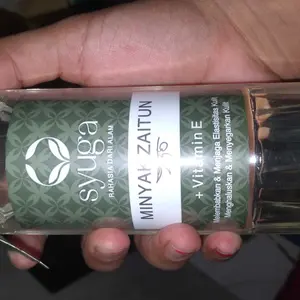 syuga
RAHASIA DARI ALAM
MINYAK ZAITUN
+ Vitamin E
Melembabkan & Menjaga Elastisitas Kulit
Menghaluskan & Menyegarkan Kulit